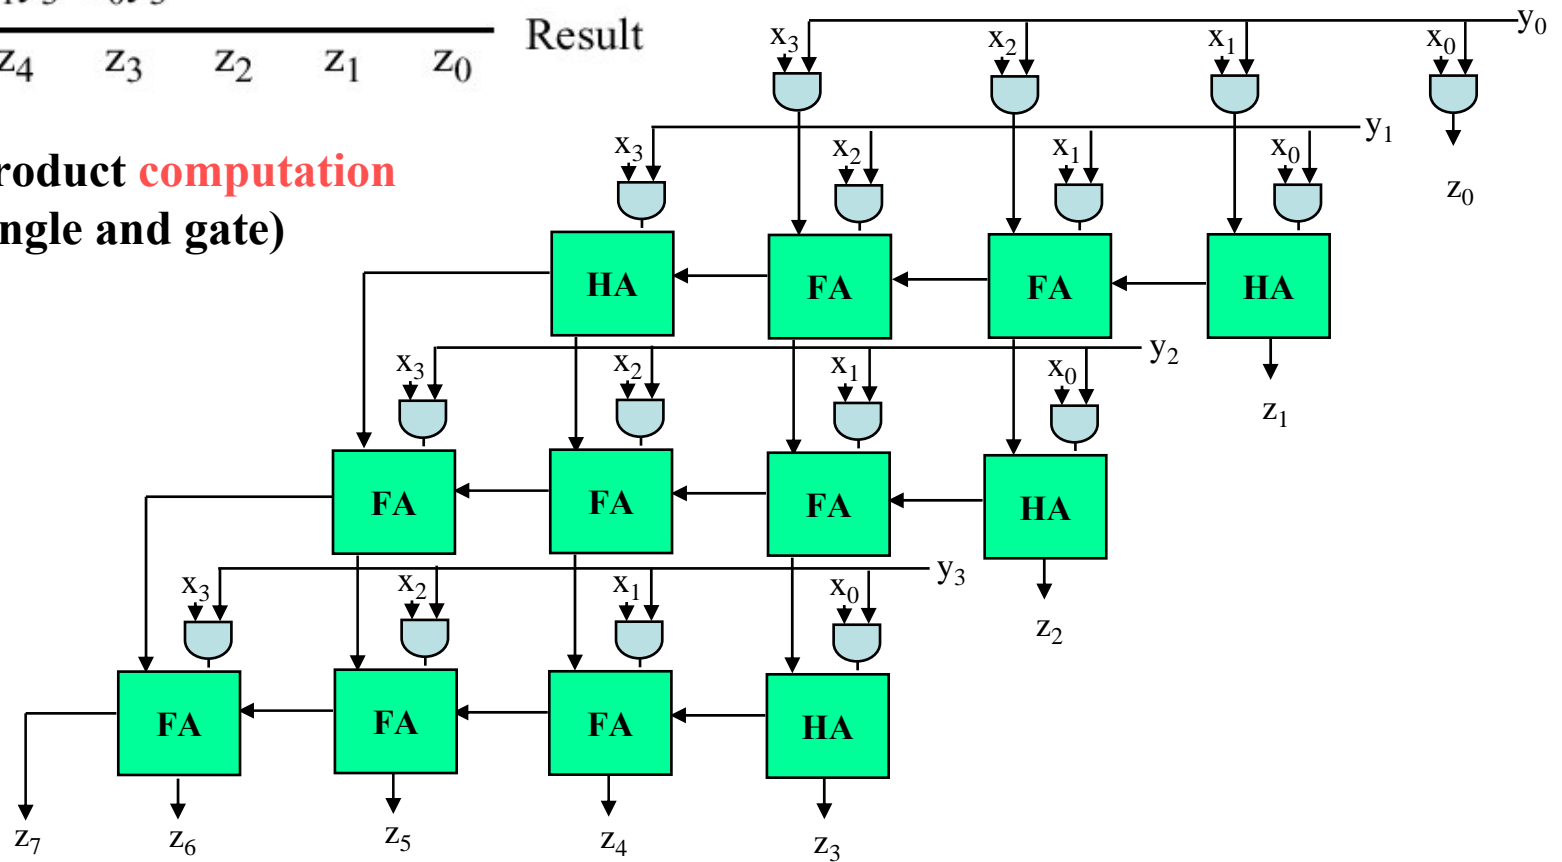 z₄ z₃ z₂ z₁ z₀ Result
product computation
single and gate)
y₀
x₃ x₂ x₁ x₀
y₁
x₃ x₂ x₁ x₀
z₀
HA FA FA HA
y₂
x₃ x₂ x₁ x₀
z₁
FA FA FA HA
y₃
x₃ x₂ x₁ x₀
z₂
FA FA FA HA
z₇ z₆ z₅ z₄ z₃